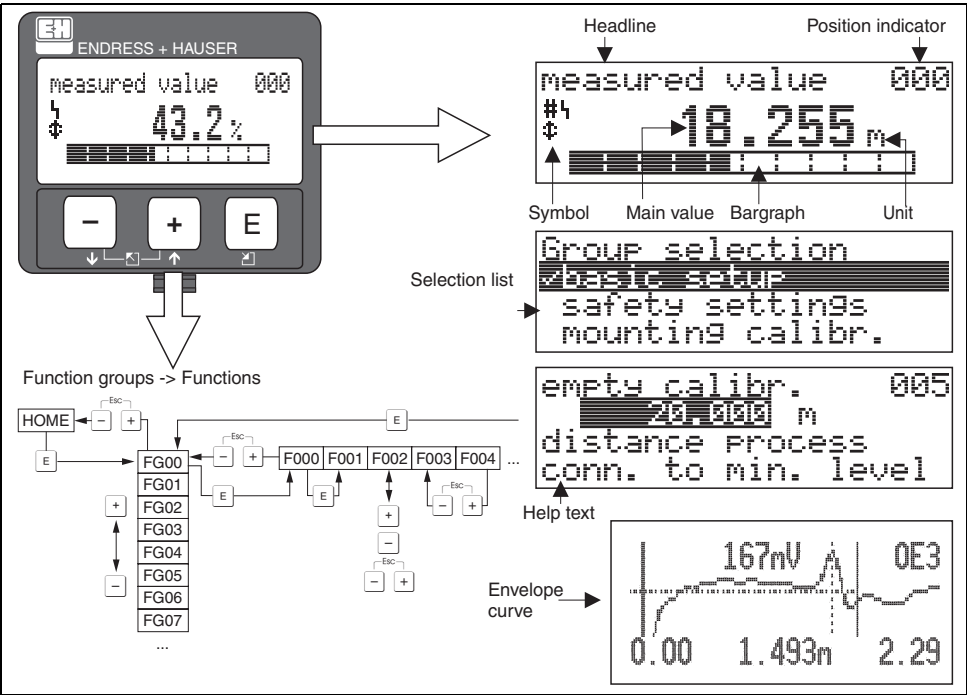 ENDRESS + HAUSER
measured value 000
43.2 %
− + E
Headline Position indicator
measured value 000
18.255 m
Symbol Main value Bargraph Unit
Selection list
Group selection
✓basic setup
safety settings
mounting calibr.
empty calibr. 005
20.000 m
distance process
conn. to min. level
Help text
Envelope
curve
167mV 0E3
0.00 1.493m 2.29
Function groups -> Functions
HOME
Esc
− +
E
E
FG00
FG01
FG02
FG03
FG04
FG05
FG06
FG07
...
+
−
E
Esc
− +
F000 F001 F002 F003 F004 ...
E
+
−
Esc
− +
Esc
− +